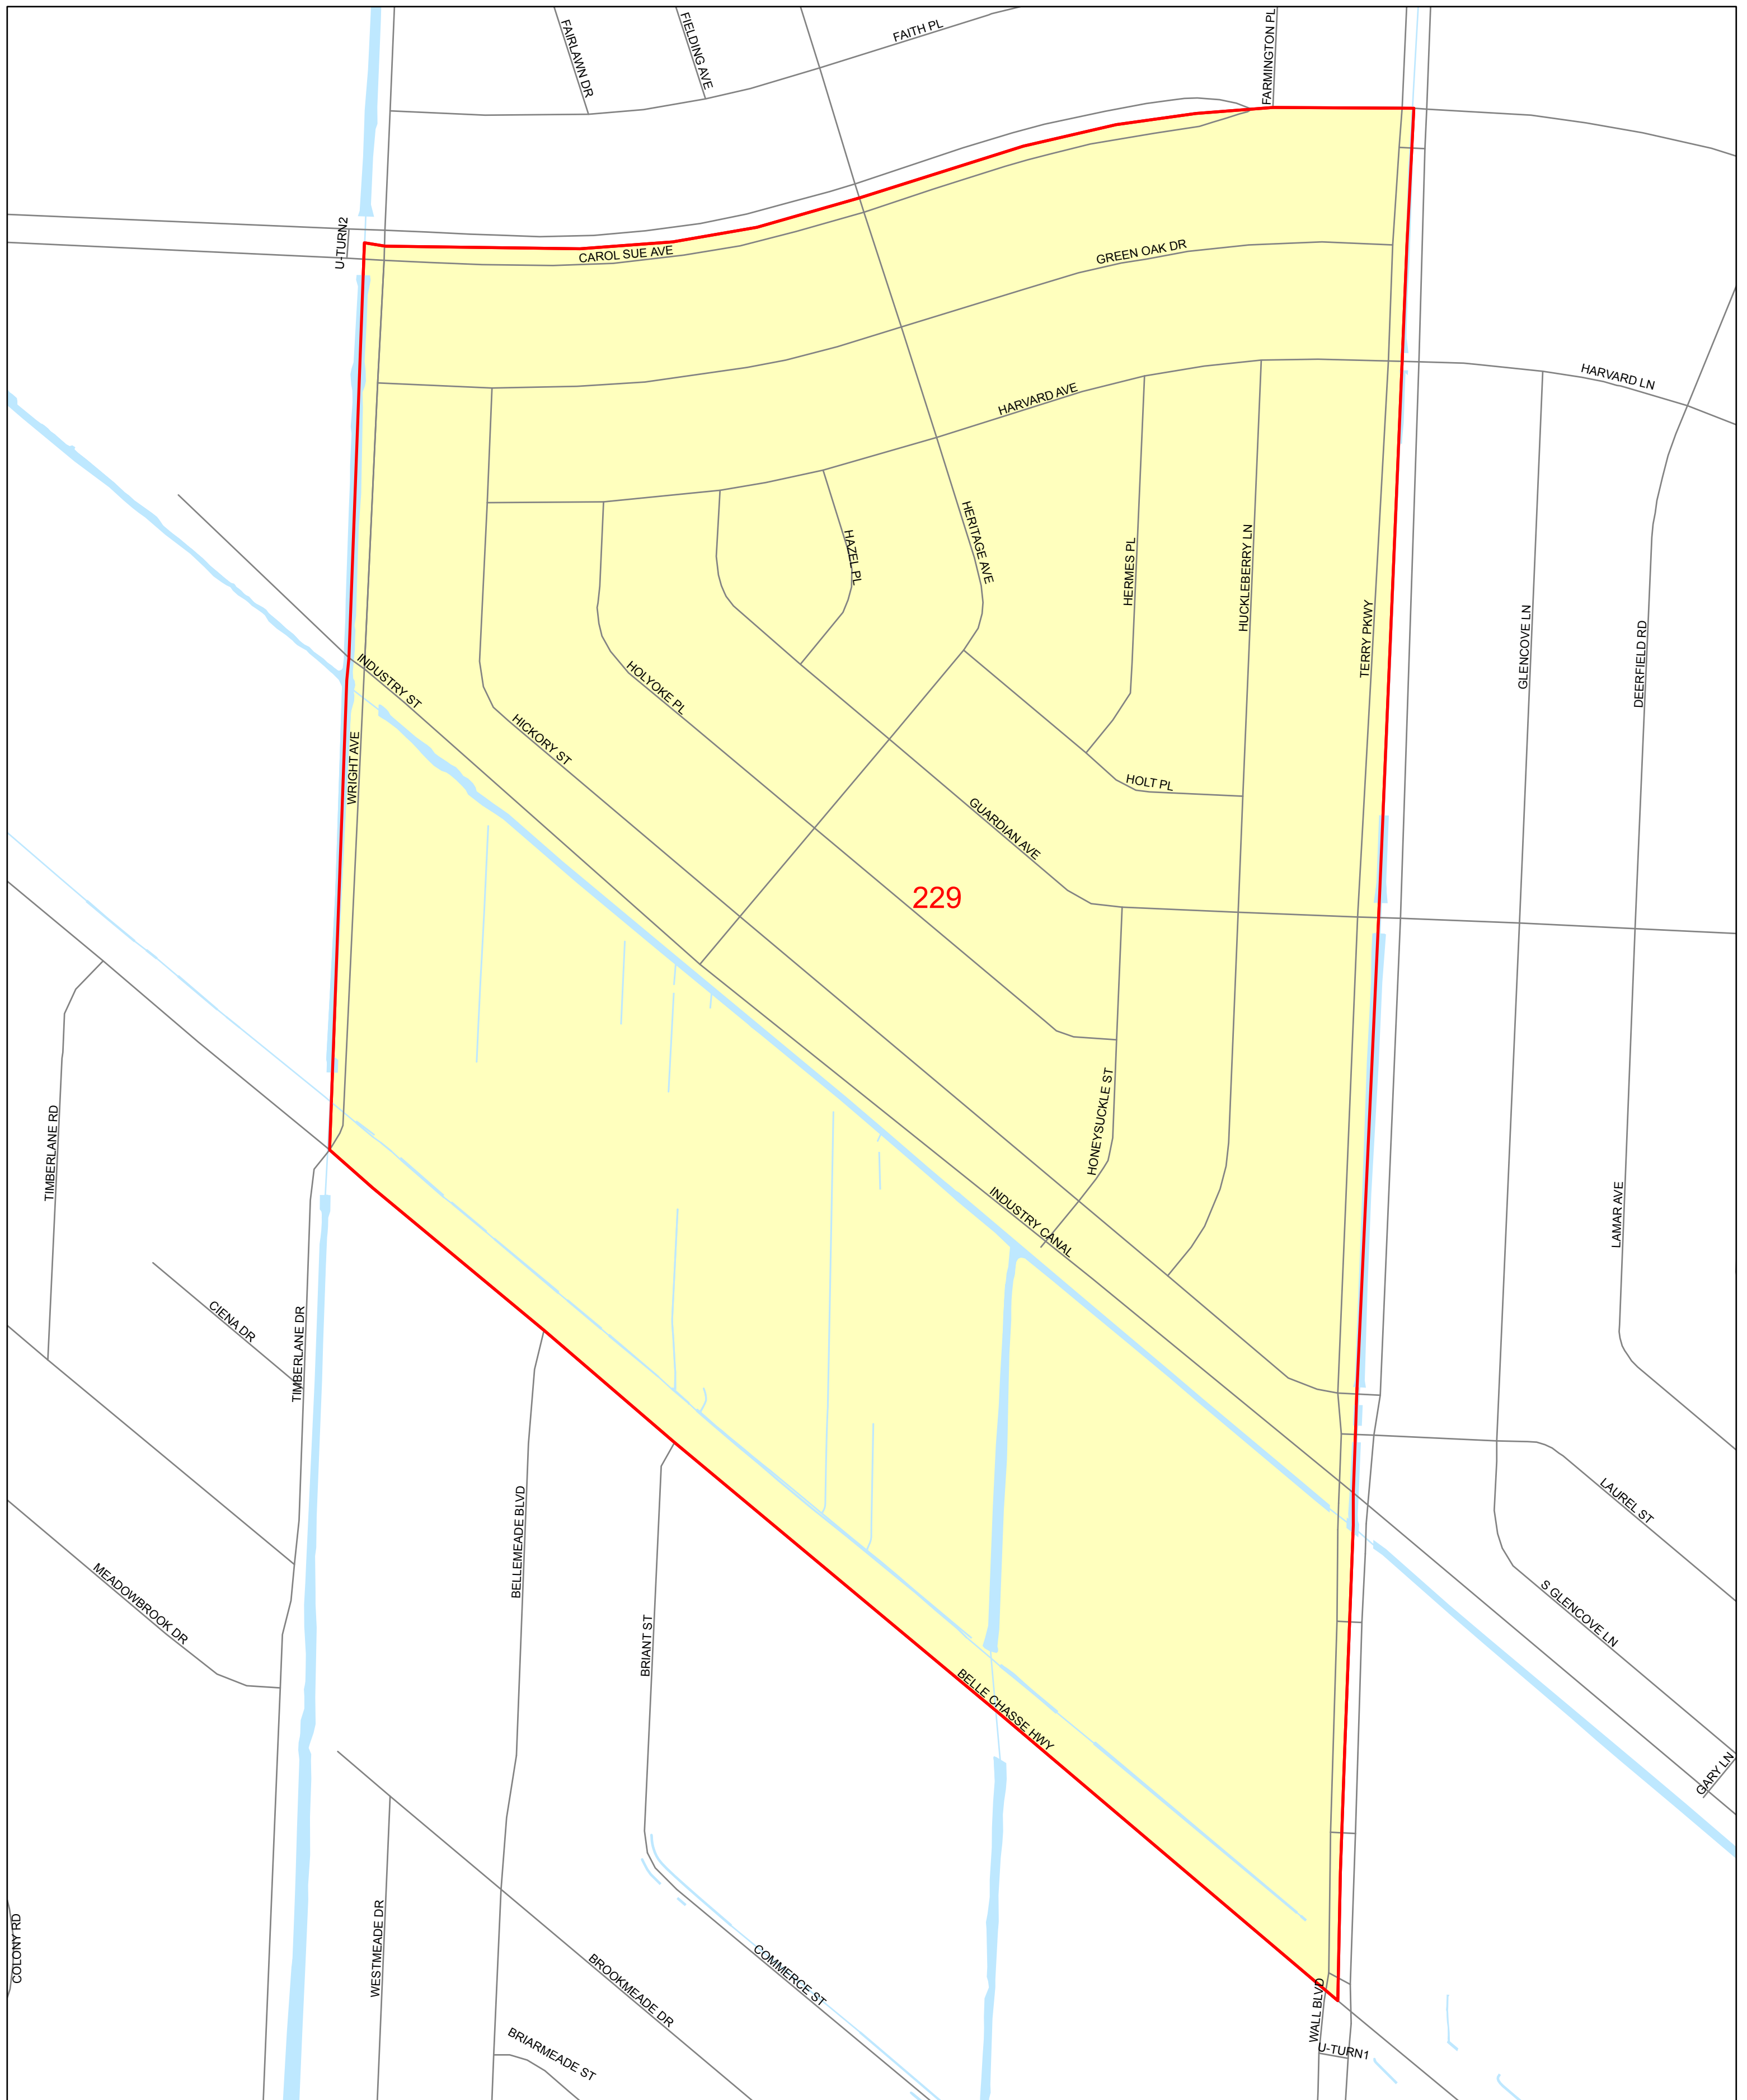 FAIRLAWN DR
FIELDING AVE
FAITH PL
FARMINGTON PL
U-TURN2
CAROL SUE AVE
GREEN OAK DR
HARVARD LN
HARVARD AVE
HAZEL PL
HERITAGE AVE
HERMES PL
HUCKLEBERRY LN
TERRY PKWY
GLENCOVE LN
DEERFIELD RD
INDUSTRY ST
HOLYOKE PL
HICKORY ST
WRIGHT AVE
HOLT PL
GUARDIAN AVE
229
HONEYSUCKLE ST
TIMBERLANE RD
INDUSTRY CANAL
LAMAR AVE
CIENA DR
TIMBERLANE DR
BELLEMEADE BLVD
LAUREL ST
MEADOWBROOK DR
BRIANT ST
S GLENCOVE LN
BELLE CHASSE HWY
GARY LN
COLONY RD
WESTMEADE DR
BROOKMEADE DR
COMMERCE ST
WALL BLVD
BRIARMEADE ST
U-TURN1